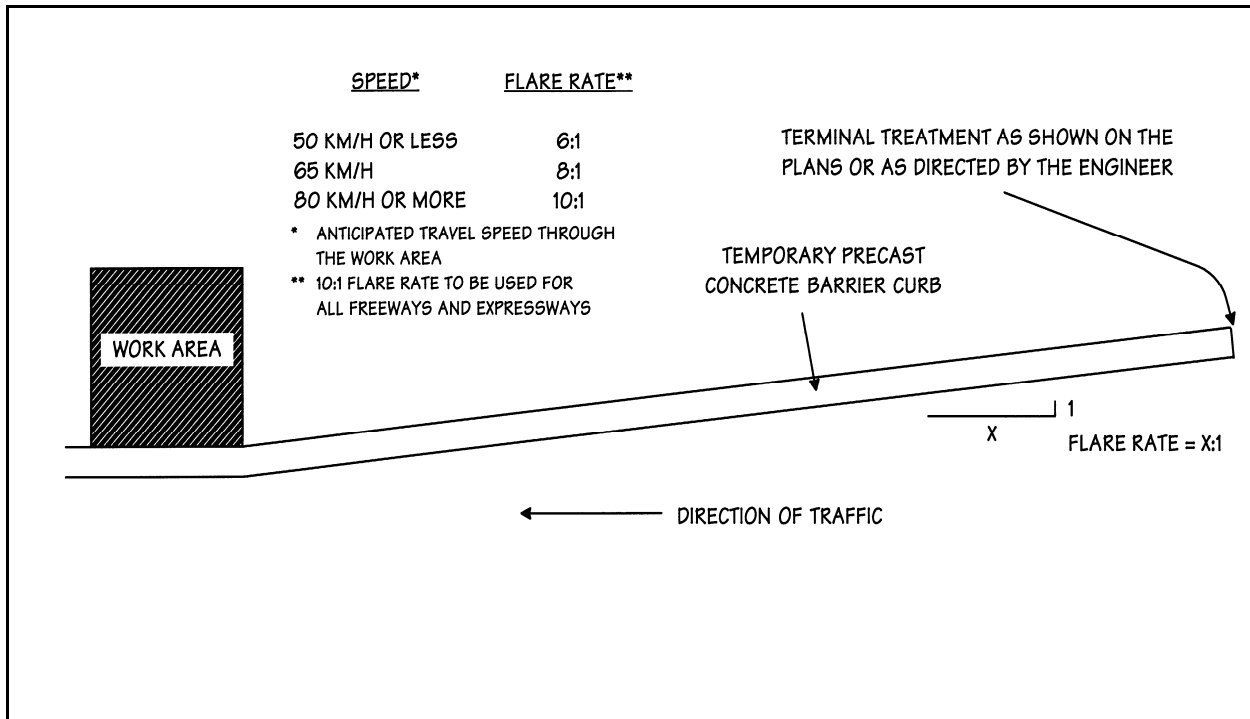 SPEED* FLARE RATE**
50 KM/H OR LESS 6:1
65 KM/H 8:1
80 KM/H OR MORE 10:1
* ANTICIPATED TRAVEL SPEED THROUGH
THE WORK AREA
** 10:1 FLARE RATE TO BE USED FOR
ALL FREEWAYS AND EXPRESSWAYS
TERMINAL TREATMENT AS SHOWN ON THE
PLANS OR AS DIRECTED BY THE ENGINEER
TEMPORARY PRECAST
CONCRETE BARRIER CURB
WORK AREA
1
X
FLARE RATE = X:1
DIRECTION OF TRAFFIC